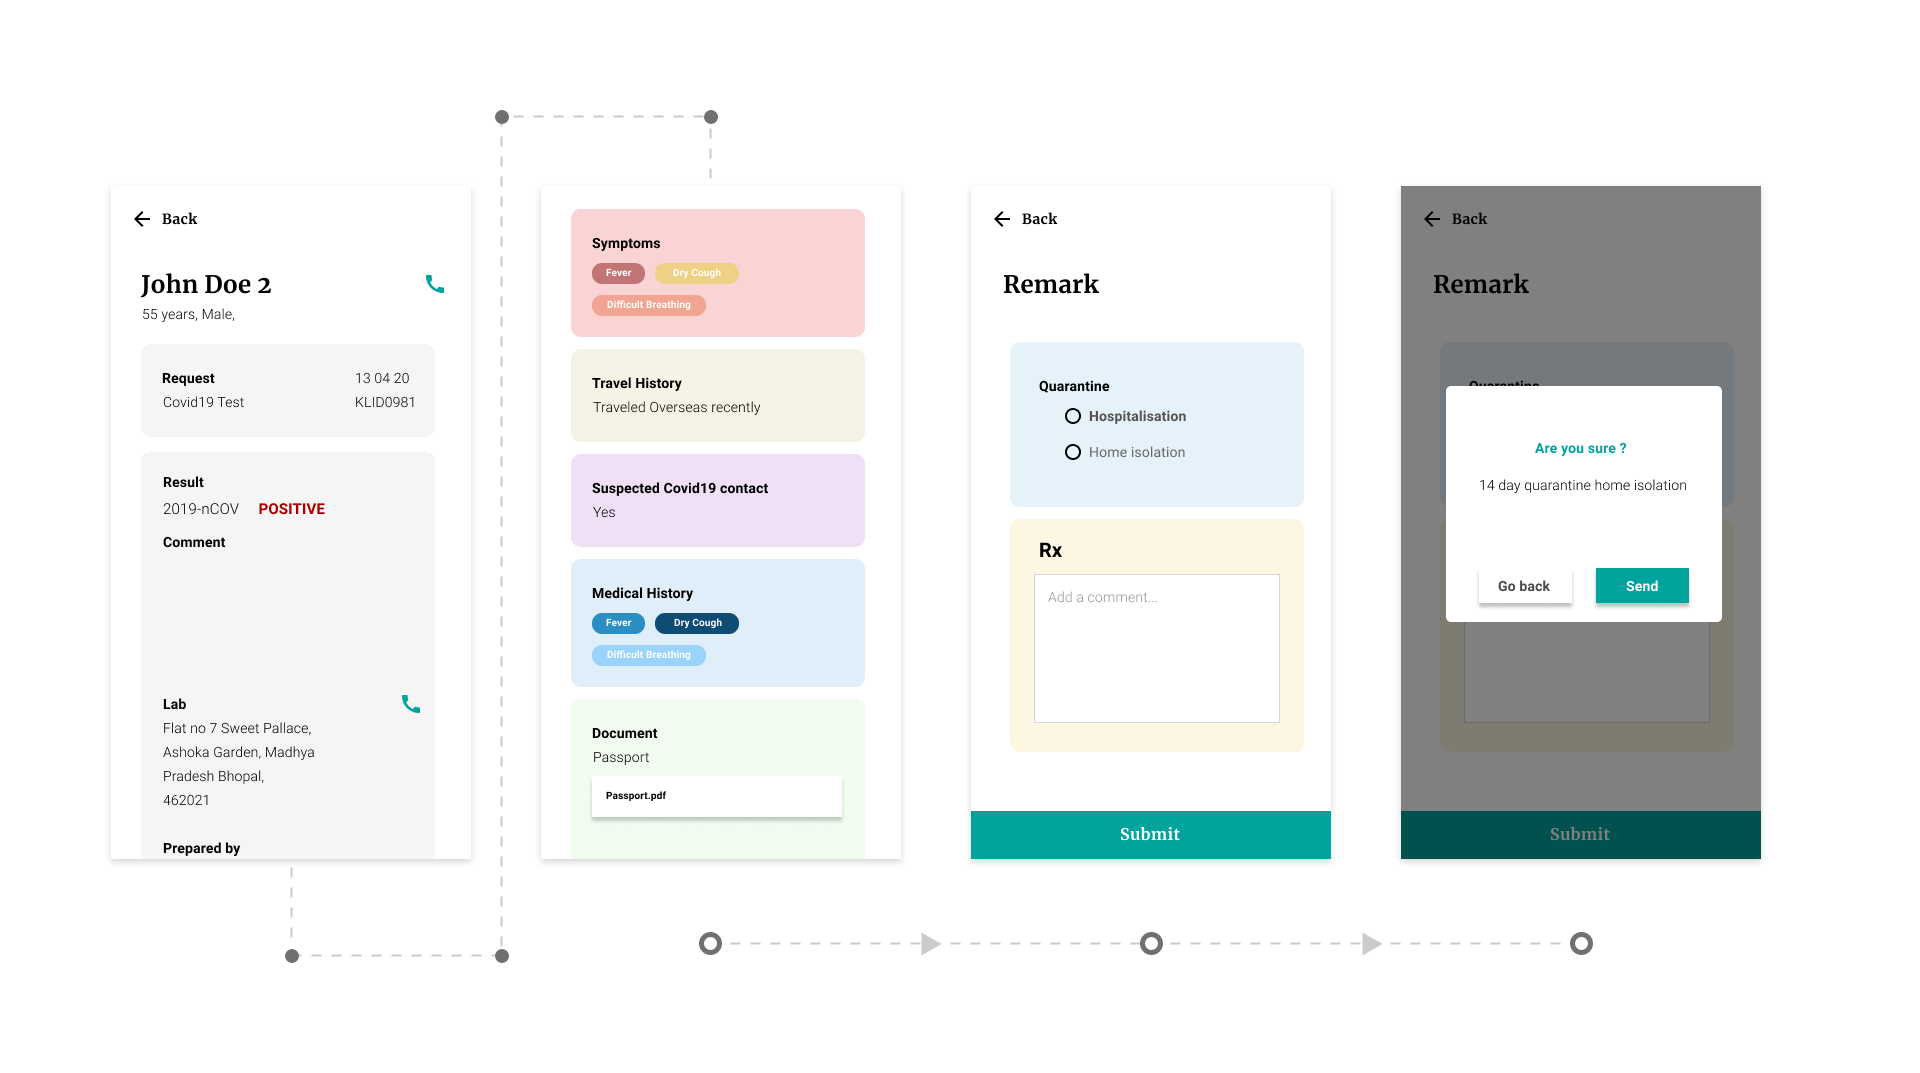 Back
John Doe 2
55 years, Male,
Request 13 04 20
Covid19 Test KLID0981
Result
2019-nCOV POSITIVE
Comment
Lab
Flat no 7 Sweet Pallace,
Ashoka Garden, Madhya
Pradesh Bhopal,
462021
Prepared by
Symptoms
Fever Dry Cough
Difficult Breathing
Travel History
Traveled Overseas recently
Suspected Covid19 contact
Yes
Medical History
Fever Dry Cough
Difficult Breathing
Document
Passport
Passport.pdf
Back
Remark
Quarantine
Hospitalisation
Home isolation
Rx
Add a comment...
Submit
Back
Remark
Quarantine
Are you sure ?
14 day quarantine home isolation
Go back Send
Submit